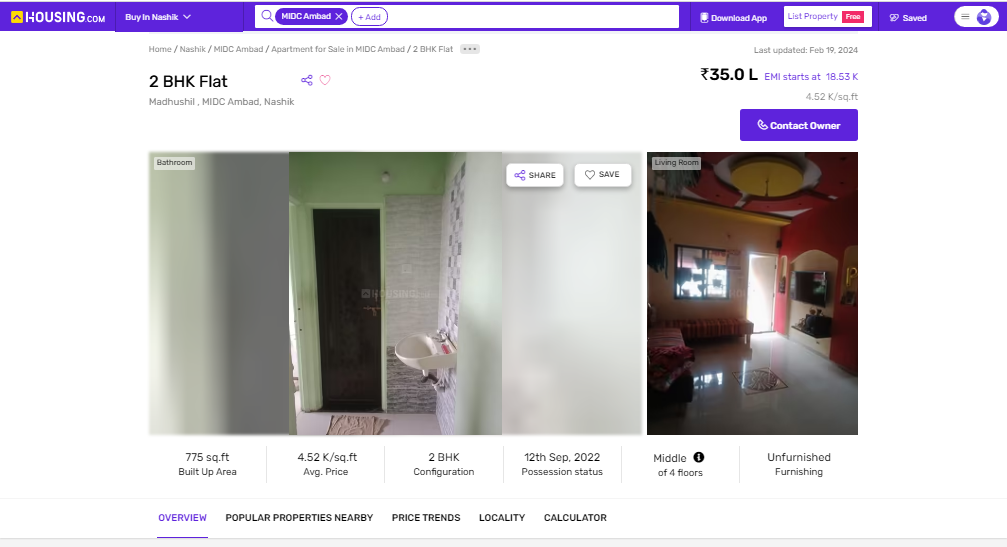 HOUSING.COM
Buy In Nashik
MIDC Ambad
+ Add
Download App
List Property Free
Saved
Home / Nashik / MIDC Ambad / Apartment for Sale in MIDC Ambad / 2 BHK Flat
Last updated: Feb 19, 2024
2 BHK Flat
₹35.0 L EMI starts at 18.53 K
Madhushil , MIDC Ambad, Nashik
4.52 K/sq.ft
Contact Owner
Bathroom
SHARE
SAVE
Living Room
HOUSING
775 sq.ft
Built Up Area
4.52 K/sq.ft
Avg. Price
2 BHK
Configuration
12th Sep, 2022
Possession status
Middle
of 4 floors
Unfurnished
Furnishing
OVERVIEW
POPULAR PROPERTIES NEARBY
PRICE TRENDS
LOCALITY
CALCULATOR